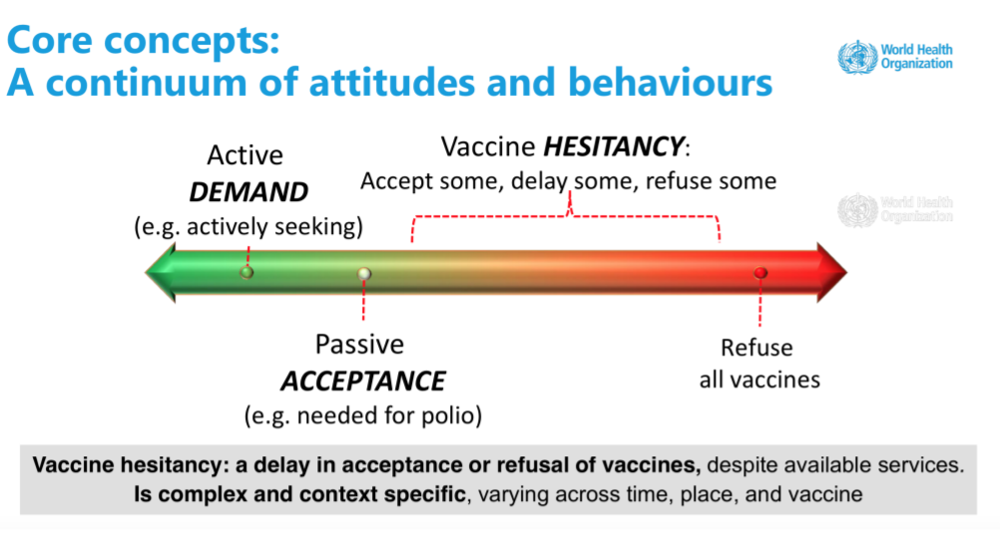 Core concepts:
A continuum of attitudes and behaviours
World Health
Organization
Active
DEMAND
(e.g. actively seeking)
Vaccine HESITANCY:
Accept some, delay some, refuse some
World Health
Organization
Passive
ACCEPTANCE
(e.g. needed for polio)
Refuse
all vaccines
Vaccine hesitancy: a delay in acceptance or refusal of vaccines, despite available services.
Is complex and context specific, varying across time, place, and vaccine